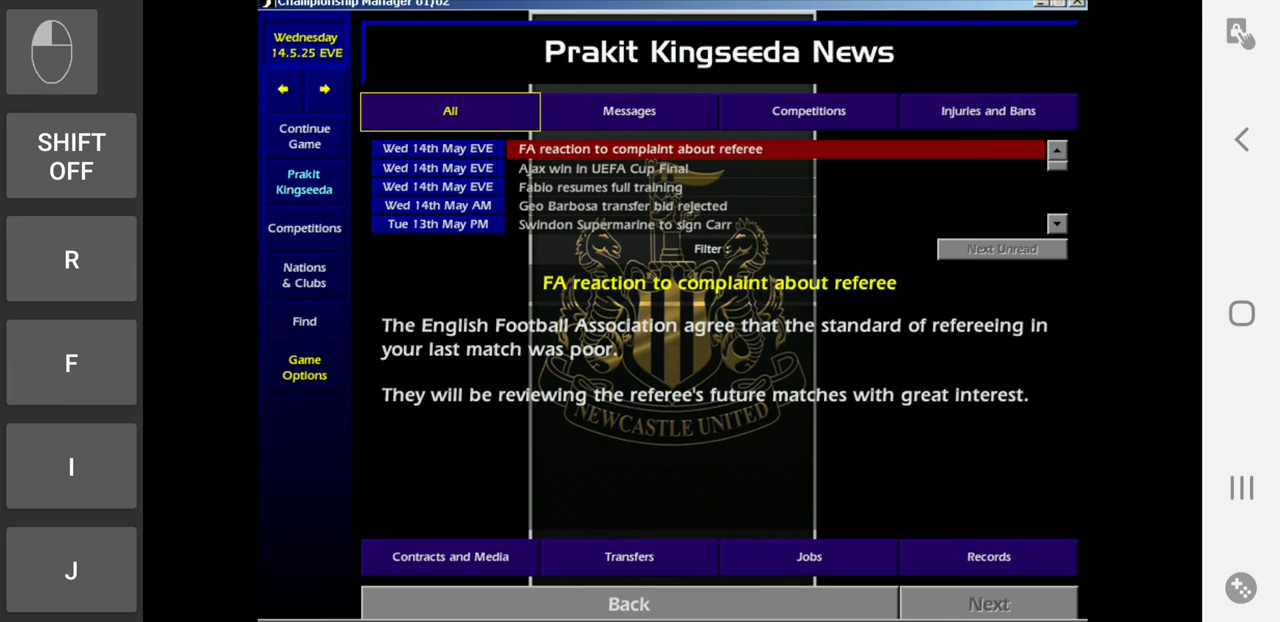 Championship Manager 01/02
Wednesday
14.5.25 EVE
Prakit Kingseeda News
All
Messages
Competitions
Injuries and Bans
Continue
Game
Prakit
Kingseeda
Competitions
Nations
& Clubs
Find
Game
Options
Wed 14th May EVE FA reaction to complaint about referee
Wed 14th May EVE Ajax win in UEFA Cup Final
Wed 14th May EVE Fabio resumes full training
Wed 14th May AM Geo Barbosa transfer bid rejected
Tue 13th May PM Swindon Supermarine to sign Carr
Filter :
Next Unread
FA reaction to complaint about referee
The English Football Association agree that the standard of refereeing in
your last match was poor.
They will be reviewing the referee's future matches with great interest.
NEWCASTLE UNITED
Contracts and Media
Transfers
Jobs
Records
Back
Next
SHIFT
OFF
R
F
I
J